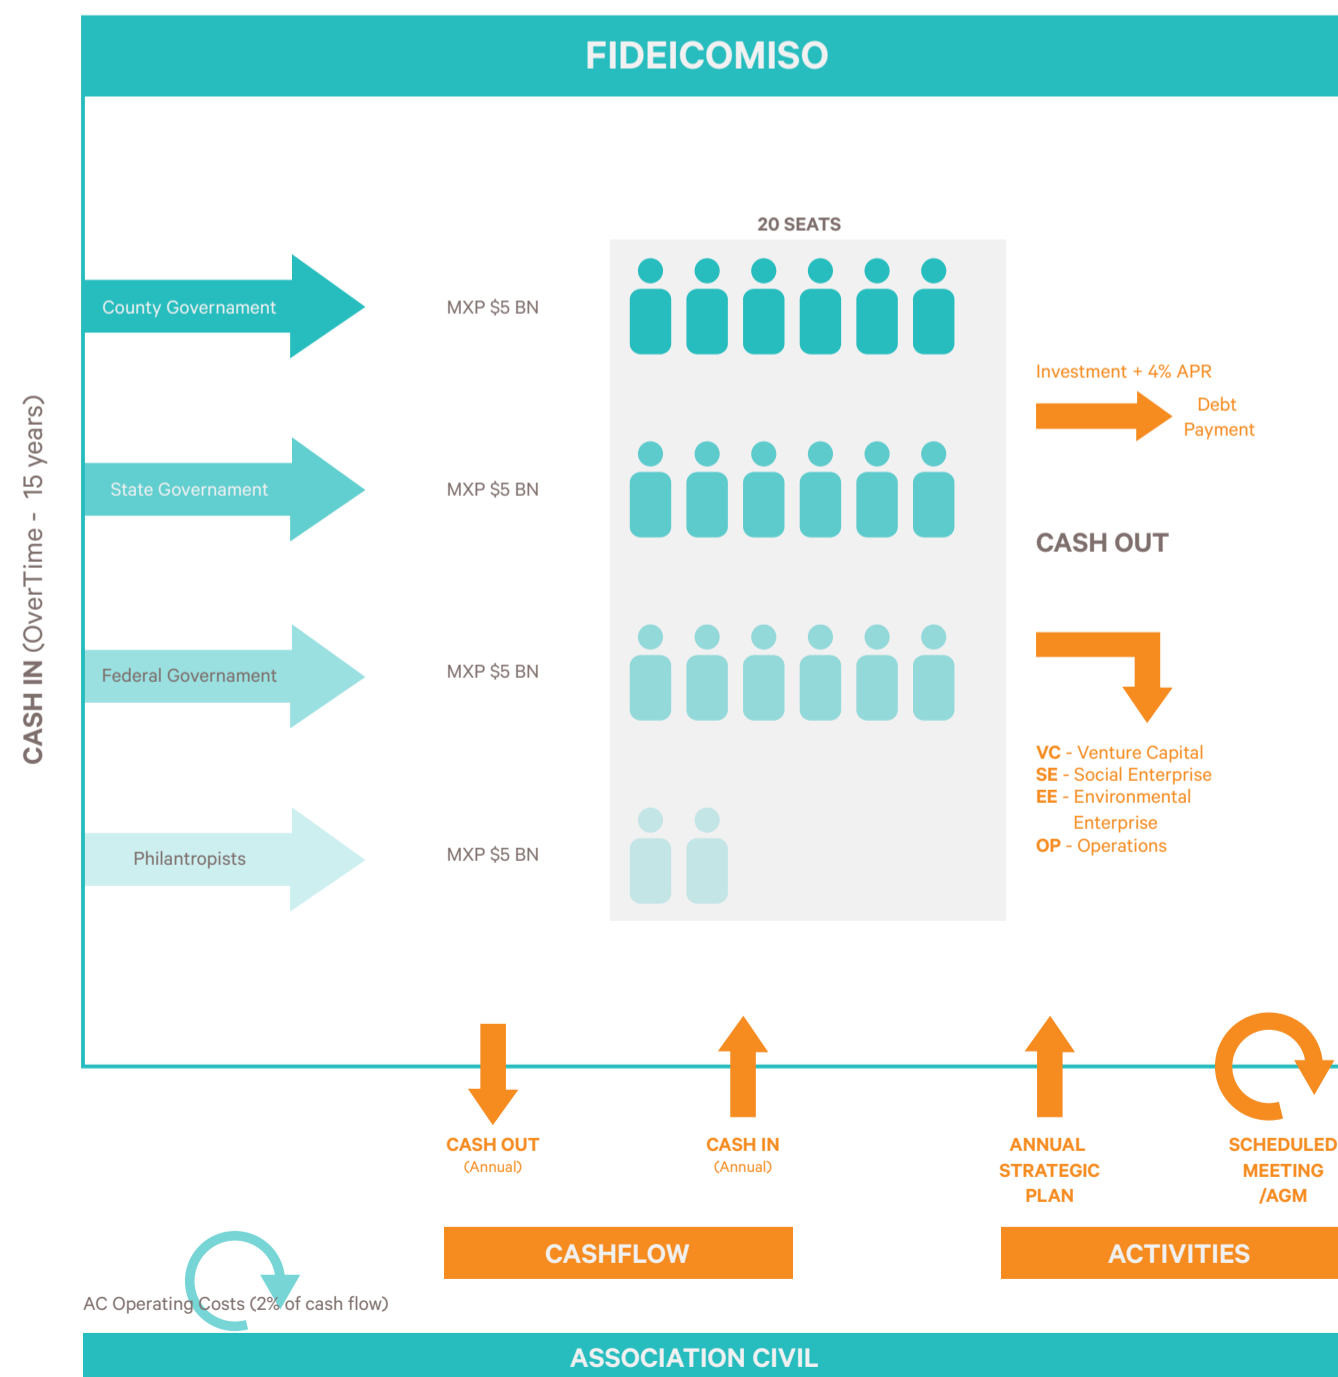 FIDEICOMISO
20 SEATS
County Governament
MXP $5 BN
Investment + 4% APR
Debt
Payment
State Governament
MXP $5 BN
CASH OUT
CASH IN (OverTime - 15 years)
Federal Governament
MXP $5 BN
VC - Venture Capital
SE - Social Enterprise
EE - Environmental
Enterprise
OP - Operations
Philantropists
MXP $5 BN
CASH OUT
(Annual)
CASH IN
(Annual)
ANNUAL
STRATEGIC
PLAN
SCHEDULED
MEETING
/AGM
CASHFLOW
ACTIVITIES
AC Operating Costs (2% of cash flow)
ASSOCIATION CIVIL